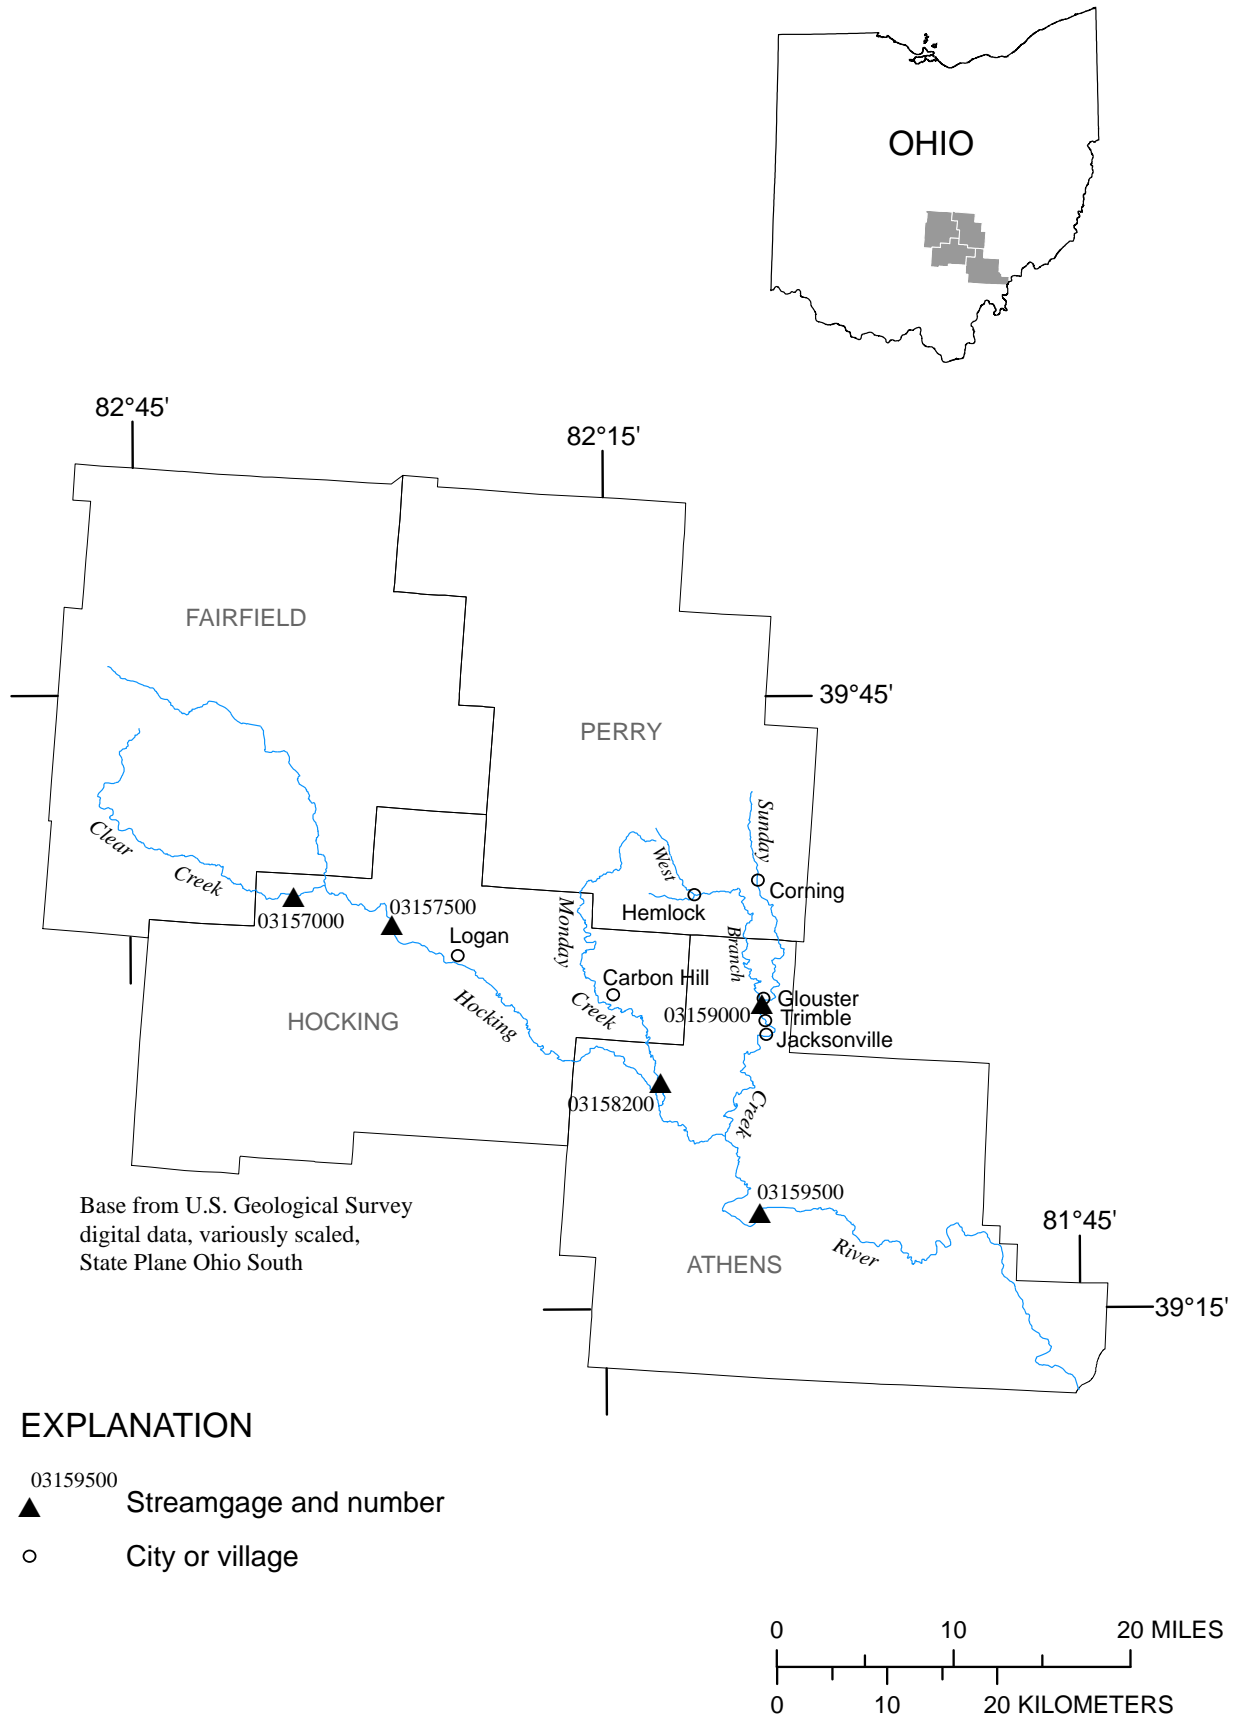 OHIO
82°45'
82°15'
FAIRFIELD
39°45'
PERRY
Sunday
Clear
West
Creek
Corning
Hemlock
03157000
03157500
Monday
Logan
Branch
Carbon Hill
Glouster
Hocking
Creek
03159000
Trimble
HOCKING
Jacksonville
03158200
Creek
03159500
Base from U.S. Geological Survey
digital data, variously scaled,
State Plane Ohio South
81°45'
River
ATHENS
39°15'
EXPLANATION
03159500
Streamgage and number
City or village
0 10 20 MILES
0 10 20 KILOMETERS